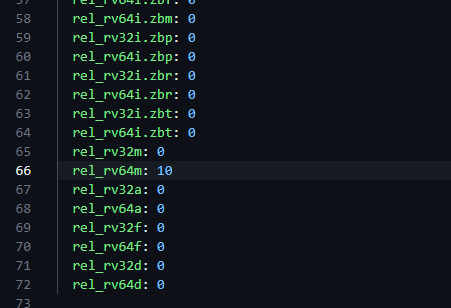 57 rel_rv64i.zbf: 0
58 rel_rv64i.zbm: 0
59 rel_rv32i.zbp: 0
60 rel_rv64i.zbp: 0
61 rel_rv32i.zbr: 0
62 rel_rv64i.zbr: 0
63 rel_rv32i.zbt: 0
64 rel_rv64i.zbt: 0
65 rel_rv32m: 0
66 rel_rv64m: 10
67 rel_rv32a: 0
68 rel_rv64a: 0
69 rel_rv32f: 0
70 rel_rv64f: 0
71 rel_rv32d: 0
72 rel_rv64d: 0
73